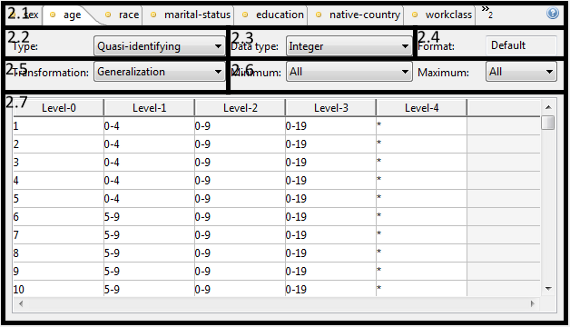 2.1 sex age race marital-status education native-country workclass »2
2.2 2.3 2.4
Type: Quasi-identifying Data type: Integer Format: Default
2.5 2.6
Transformation: Generalization Minimum: All Maximum: All
2.7
Level-0 Level-1 Level-2 Level-3 Level-4
1 0-4 0-9 0-19 *
2 0-4 0-9 0-19 *
3 0-4 0-9 0-19 *
4 0-4 0-9 0-19 *
5 0-4 0-9 0-19 *
6 5-9 0-9 0-19 *
7 5-9 0-9 0-19 *
8 5-9 0-9 0-19 *
9 5-9 0-9 0-19 *
10 5-9 0-9 0-19 *